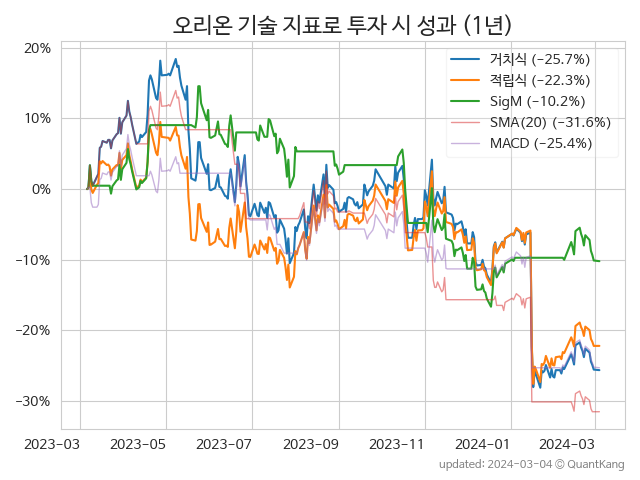 오리온 기술 지표로 투자 시 성과 (1년)
20%
10%
0%
−10%
−20%
−30%
거치식 (−25.7%)
적립식 (−22.3%)
SigM (−10.2%)
SMA(20) (−31.6%)
MACD (−25.4%)
2023-03
2023-05
2023-07
2023-09
2023-11
2024-01
2024-03
updated: 2024-03-04 @ QuantKang